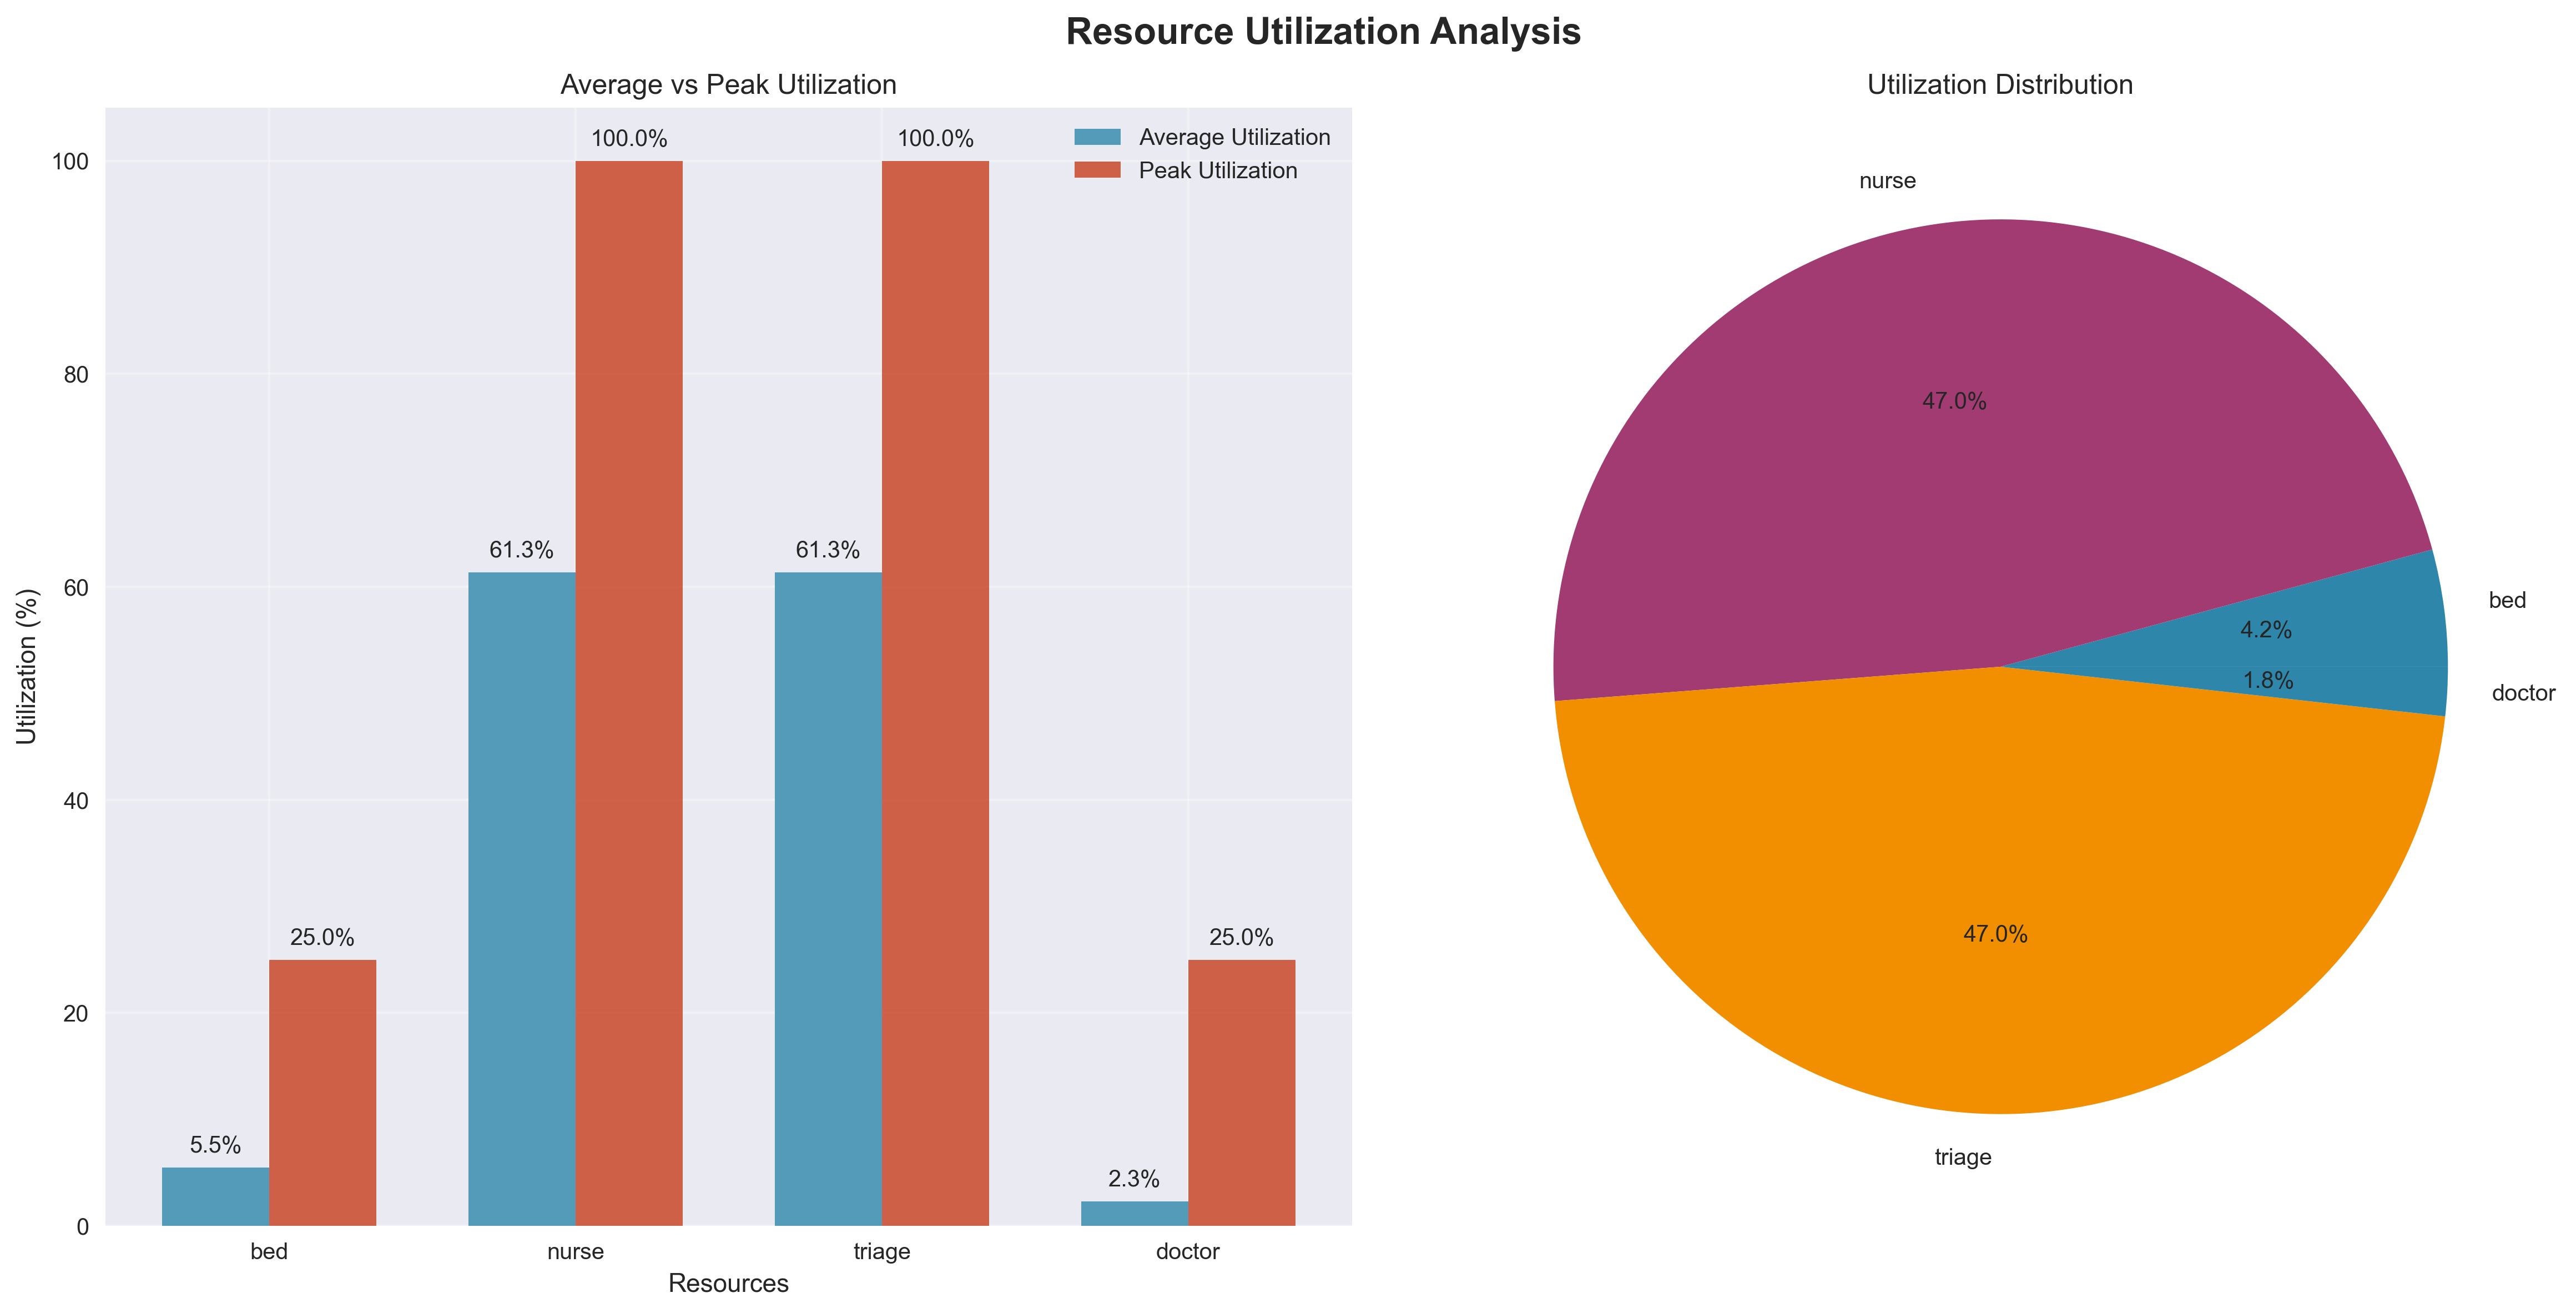 Resource Utilization Analysis
Average vs Peak Utilization
Average Utilization
Peak Utilization
Utilization (%)
100
80
60
40
20
0
5.5%
25.0%
61.3%
100.0%
61.3%
100.0%
2.3%
25.0%
bed
nurse
triage
doctor
Resources
Utilization Distribution
nurse
47.0%
bed
4.2%
1.8%
doctor
47.0%
triage